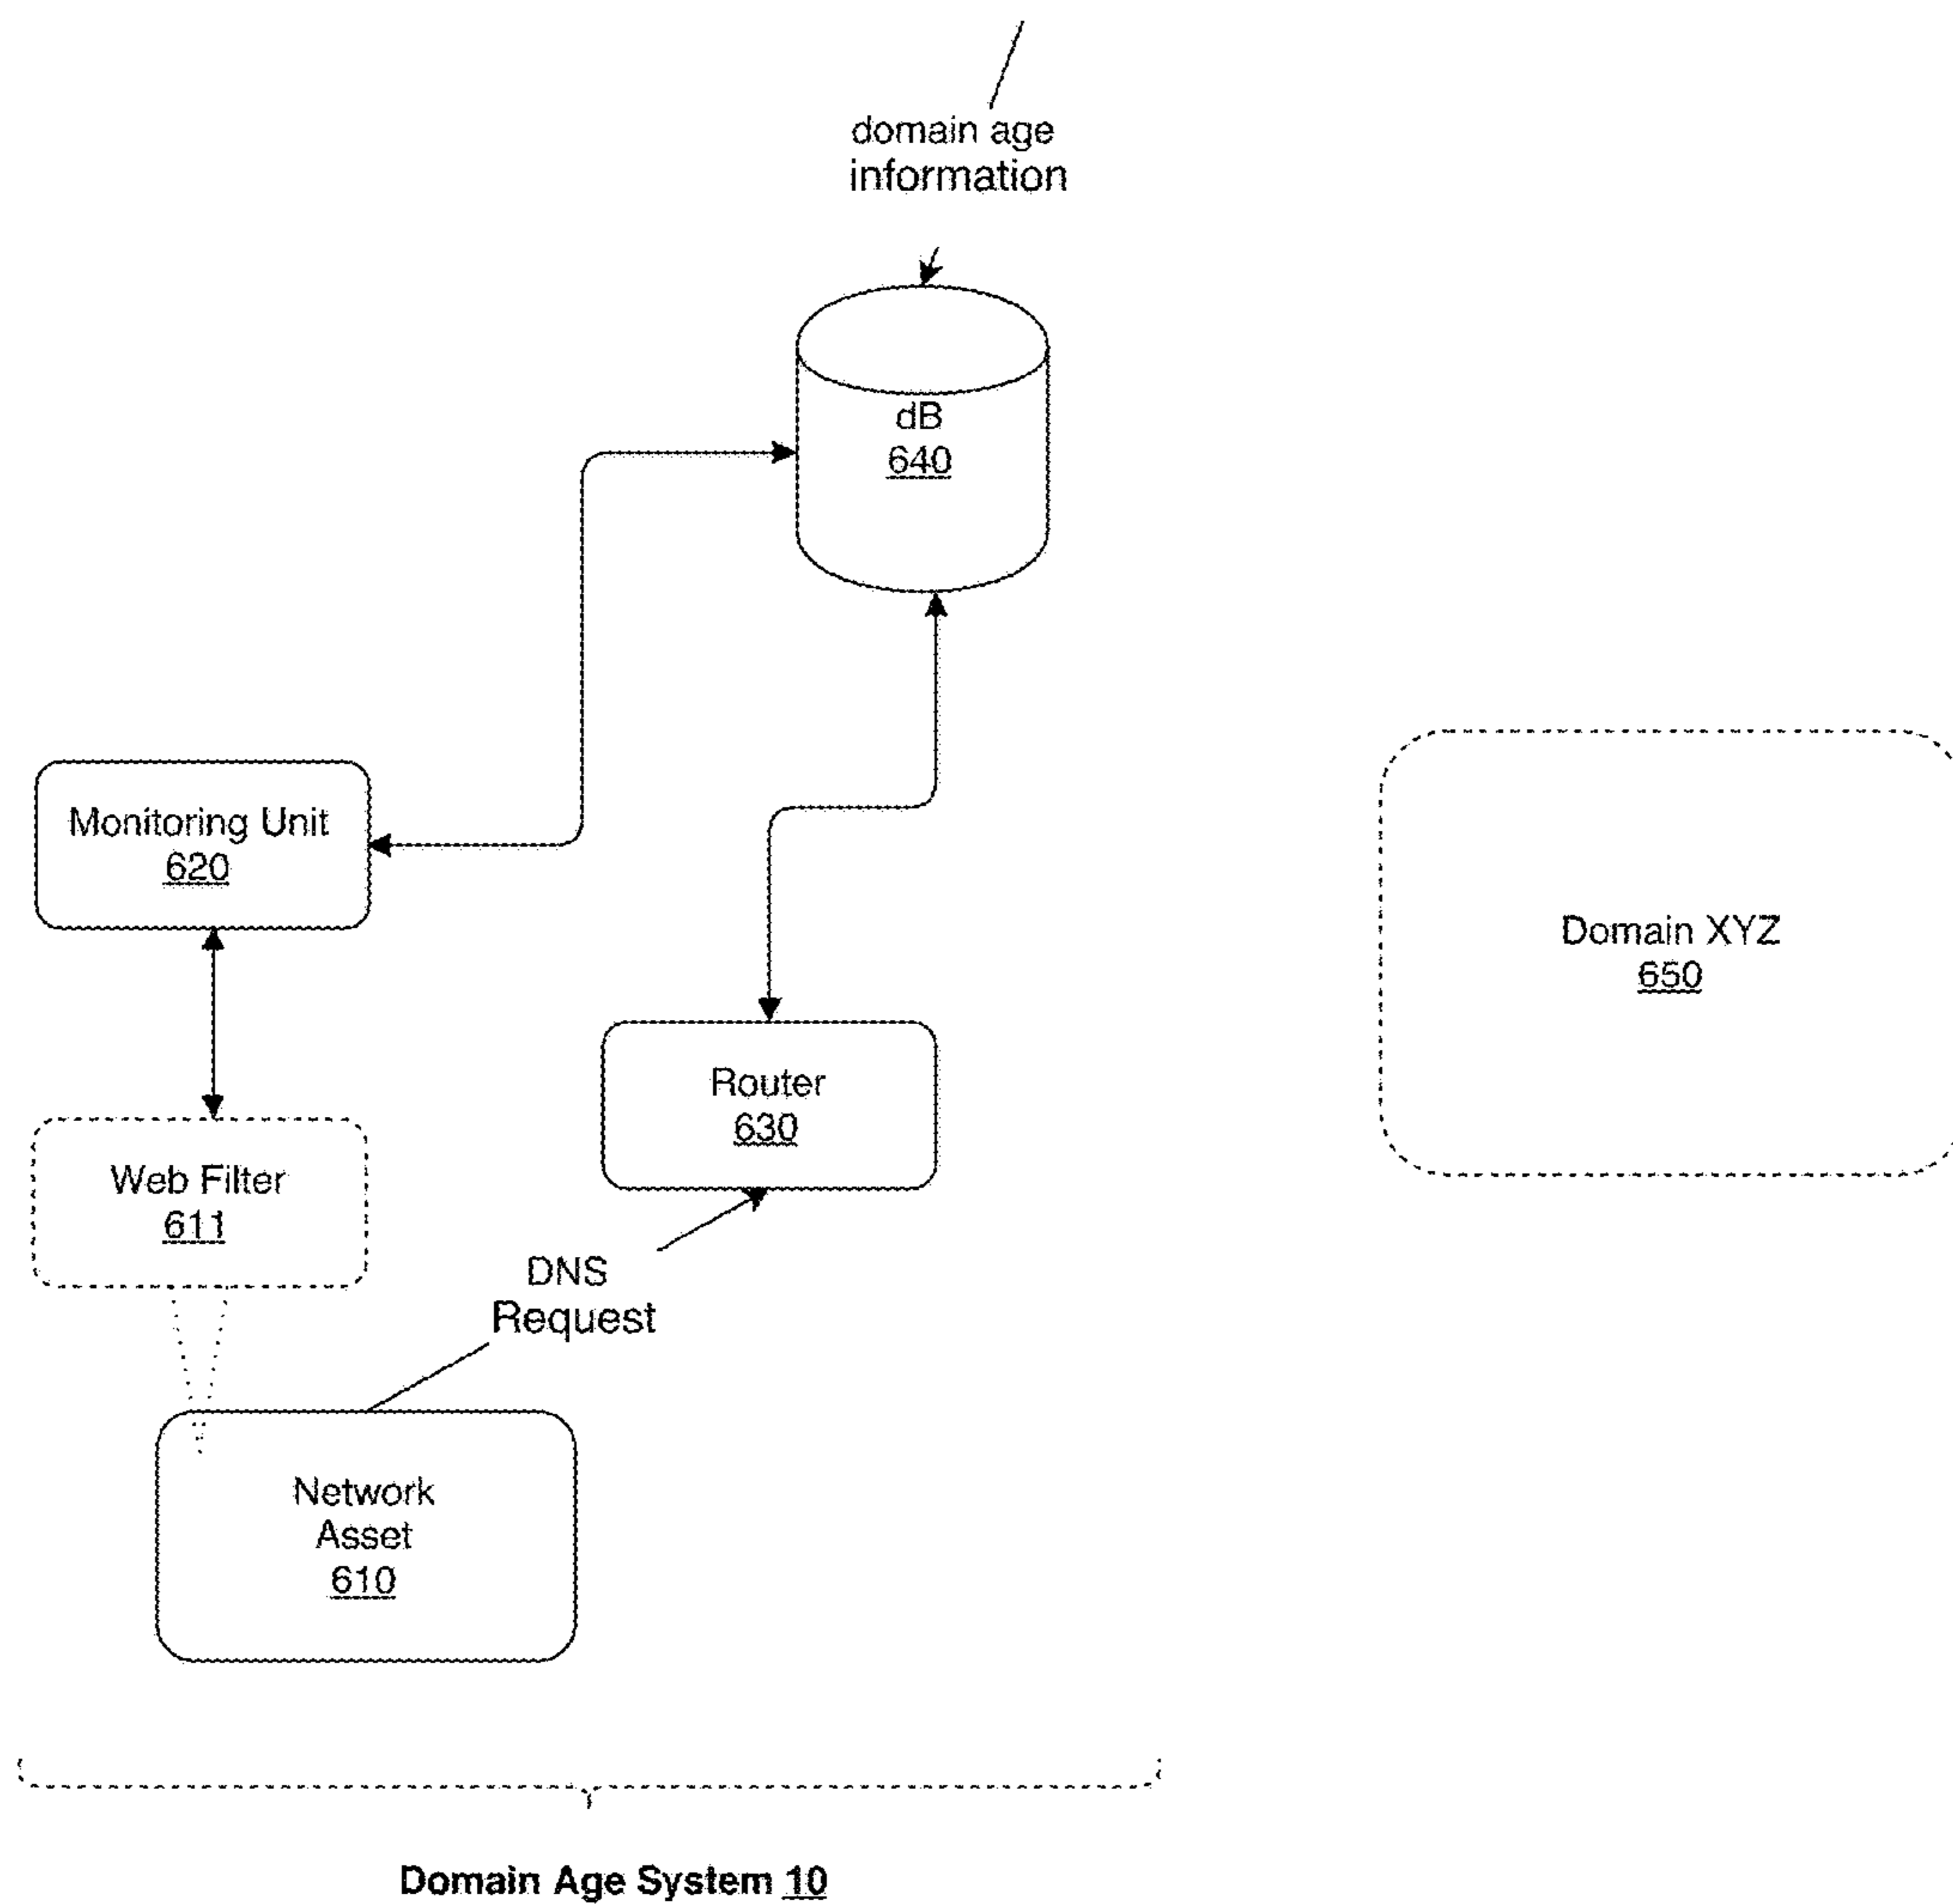 domain age
information
dB
640
Monitoring Unit
620
Domain XYZ
650
Router
630
Web Filter
611
DNS
Request
Network
Asset
610
Domain Age System 10